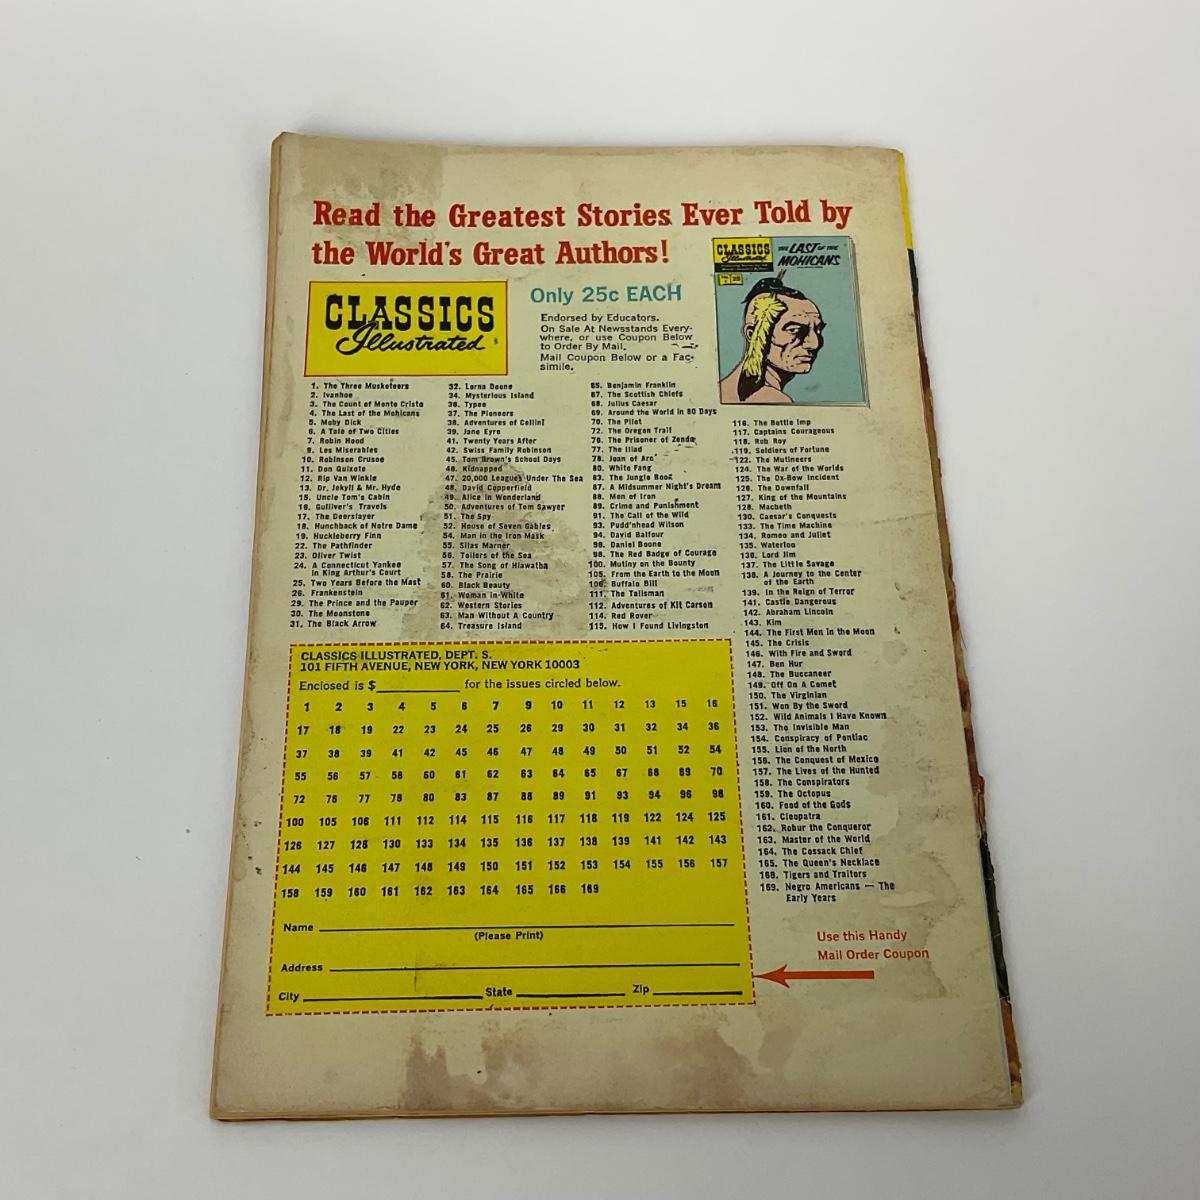 Read the Greatest Stories Ever Told by
the World's Great Authors!
CLASSICS
Illustrated
Only 25c EACH
Endorsed by Educators.
On Sale At Newsstands Every-
where, or use Coupon Below
to Order By Mail.
Mail Coupon Below or a Fac-
simile.
CLASSICS
Illustrated
THE LAST OF THE
MOHICANS
1. The Three Musketeers
2. Ivanhoe
3. The Count of Monte Cristo
4. The Last of the Mohicans
5. Moby Dick
6. A Tale of Two Cities
7. Robin Hood
9. Les Miserables
10. Robinson Crusoe
11. Don Quixote
12. Rip Van Winkle
13. Dr. Jekyll & Mr. Hyde
15. Uncle Tom's Cabin
16. Gulliver's Travels
17. The Deerslayer
18. Hunchback of Notre Dame
19. Huckleberry Finn
22. The Pathfinder
23. Oliver Twist
24. A Connecticut Yankee
in King Arthur's Court
25. Two Years Before the Mast
26. Frankenstein
29. The Prince and the Pauper
30. The Moonstone
31. The Black Arrow
32. Lorna Doone
34. Mysterious Island
36. Typee
37. The Pioneers
38. Adventures of Cellini
39. Jane Eyre
41. Twenty Years After
42. Swiss Family Robinson
45. Tom Brown's School Days
46. Kidnapped
47. 20,000 Leagues Under The Sea
48. David Copperfield
49. Alice in Wonderland
50. Adventures of Tom Sawyer
51. The Spy
52. House of Seven Gables
54. Man in the Iron Mask
55. Silas Marner
56. Toilers of the Sea
57. The Song of Hiawatha
58. The Prairie
60. Black Beauty
61. Woman in White
62. Western Stories
63. Man Without A Country
64. Treasure Island
65. Benjamin Franklin
67. The Scottish Chiefs
68. Julius Caesar
69. Around the World in 80 Days
70. The Pilot
72. The Oregon Trail
76. The Prisoner of Zenda
77. The Iliad
78. Joan of Arc
80. White Fang
83. The Jungle Book
87. A Midsummer Night's Dream
88. Men of Iron
89. Crime and Punishment
91. The Call of the Wild
93. Pudd'nhead Wilson
94. David Balfour
96. Daniel Boone
98. The Red Badge of Courage
100. Mutiny on the Bounty
105. From the Earth to the Moon
106. Buffalo Bill
111. The Talisman
112. Adventures of Kit Carson
114. Red Rover
115. How I Found Livingston
116. The Bottle Imp
117. Captains Courageous
118. Rob Roy
119. Soldiers of Fortune
122. The Mutineers
124. The War of the Worlds
125. The Ox-Bow Incident
126. The Downfall
127. King of the Mountains
128. Macbeth
130. Caesar's Conquests
133. The Time Machine
134. Romeo and Juliet
135. Waterloo
136. Lord Jim
137. The Little Savage
138. A Journey to the Center
of the Earth
139. In the Reign of Terror
141. Castle Dangerous
142. Abraham Lincoln
143. Kim
144. The First Men in the Moon
145. The Crisis
146. With Fire and Sword
147. Ben Hur
148. The Buccaneer
149. Off On A Comet
150. The Virginian
151. Won By the Sword
152. Wild Animals I Have Known
153. The Invisible Man
154. Conspiracy of Pontiac
155. Lion of the North
156. The Conquest of Mexico
157. The Lives of the Hunted
158. The Conspirators
159. The Octopus
160. Food of the Gods
161. Cleopatra
162. Robur the Conqueror
163. Master of the World
164. The Cossack Chief
165. The Queen's Necklace
166. Tigers and Traitors
169. Negro Americans — The
Early Years
CLASSICS ILLUSTRATED, DEPT. S.
101 FIFTH AVENUE, NEW YORK, NEW YORK 10003
Enclosed is $ for the issues circled below.
1 2 3 4 5 6 7 9 10 11 12 13 15 16
17 18 19 22 23 24 25 26 29 30 31 32 34 36
37 38 39 41 42 45 46 47 48 49 50 51 52 54
55 56 57 58 60 61 62 63 64 65 67 68 69 70
72 76 77 78 80 83 87 88 89 91 93 94 96 98
100 105 106 111 112 114 115 116 117 118 119 122 124 125
126 127 128 130 133 134 135 136 137 138 139 141 142 143
144 145 146 147 148 149 150 151 152 153 154 155 156 157
158 159 160 161 162 163 164 165 166 169
Name
(Please Print)
Address
City State Zip
Use this Handy
Mail Order Coupon